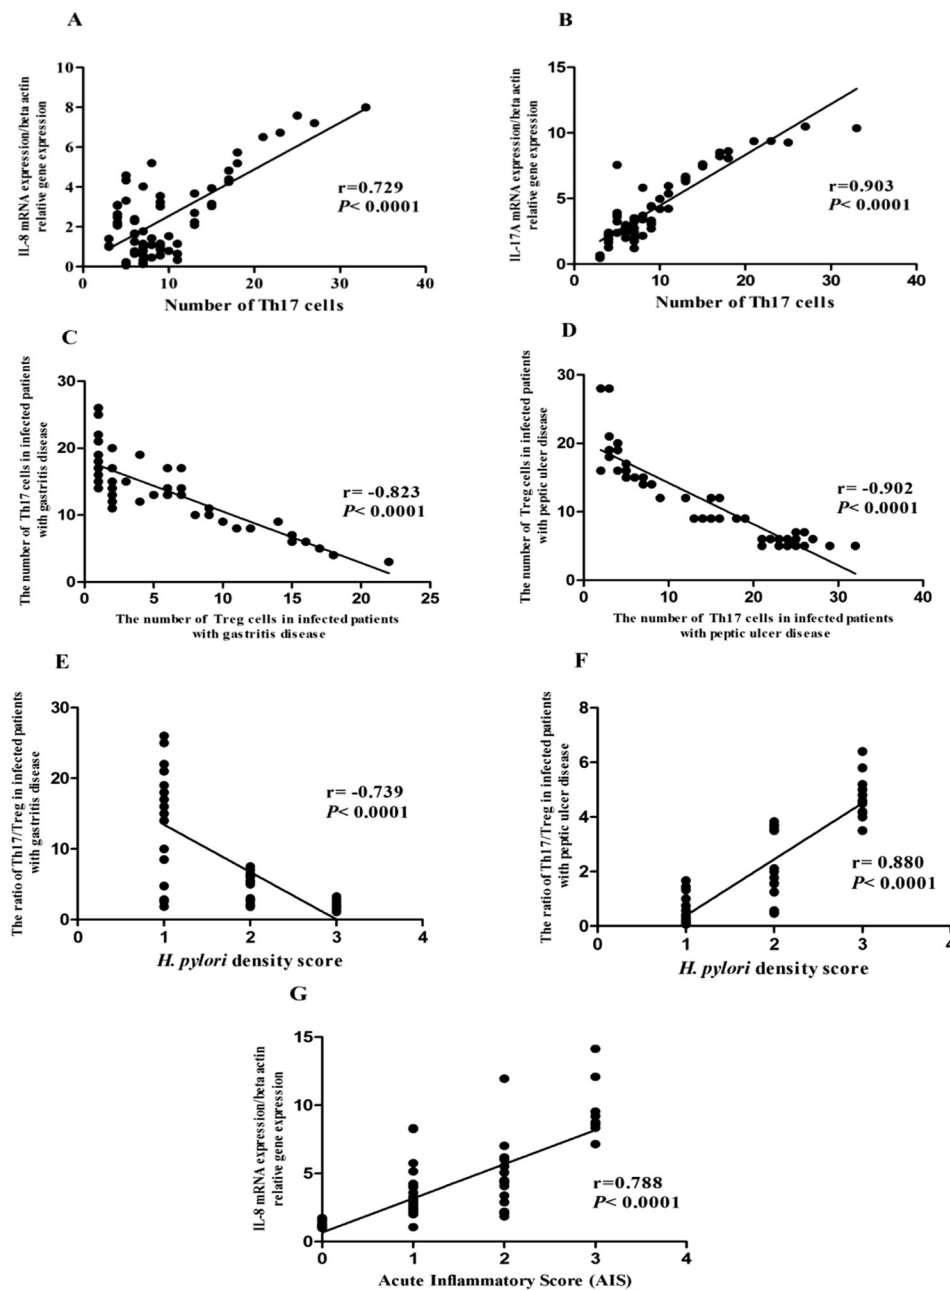 A
IL-8 mRNA expression/beta actin
relative gene expression
10
8
6
4
2
0
0
10
20
30
40
r=0.729
P< 0.0001
Number of Th17 cells
B
IL-17A mRNA expression/beta actin
relative gene expression
15
10
5
0
0
10
20
30
40
r=0.903
P< 0.0001
Number of Th17 cells
C
The number of Th17 cells in infected patients
with gastritis disease
30
20
10
0
0
5
10
15
20
25
r= -0.823
P< 0.0001
The number of Treg cells in infected patients
with gastritis disease
D
The number of Treg cells in infected patients
with peptic ulcer disease
30
20
10
0
0
10
20
30
40
r= -0.902
P< 0.0001
The number of Th17 cells in infected patients
with peptic ulcer disease
E
The ratio of Th17/Treg in infected patients
with gastritis disease
30
20
10
0
0
1
2
3
4
r= -0.739
P< 0.0001
H. pylori density score
F
The ratio of Th17/Treg in infected patients
with peptic ulcer disease
8
6
4
2
0
0
1
2
3
4
r= 0.880
P< 0.0001
H. pylori density score
G
IL-8 mRNA expression/beta actin
relative gene expression
15
10
5
0
0
1
2
3
4
r=0.788
P< 0.0001
Acute Inflammatory Score (AIS)